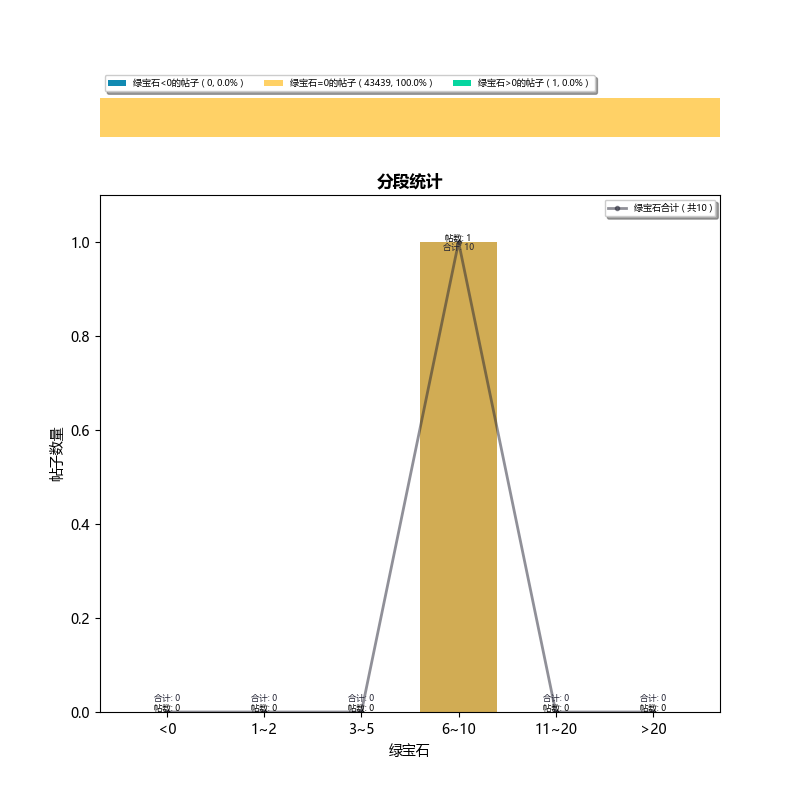 绿宝石<0的帖子 ( 0, 0.0% ) 绿宝石=0的帖子 ( 43439, 100.0% ) 绿宝石>0的帖子 ( 1, 0.0% )
分段统计
绿宝石合计 ( 共10 )
帖数: 1
合计: 10
1.0
0.8
0.6
0.4
0.2
0.0
帖子数量
合计: 0 合计: 0 合计: 0 合计: 0 合计: 0
帖数: 0 帖数: 0 帖数: 0 帖数: 0 帖数: 0
<0 1~2 3~5 6~10 11~20 >20
绿宝石